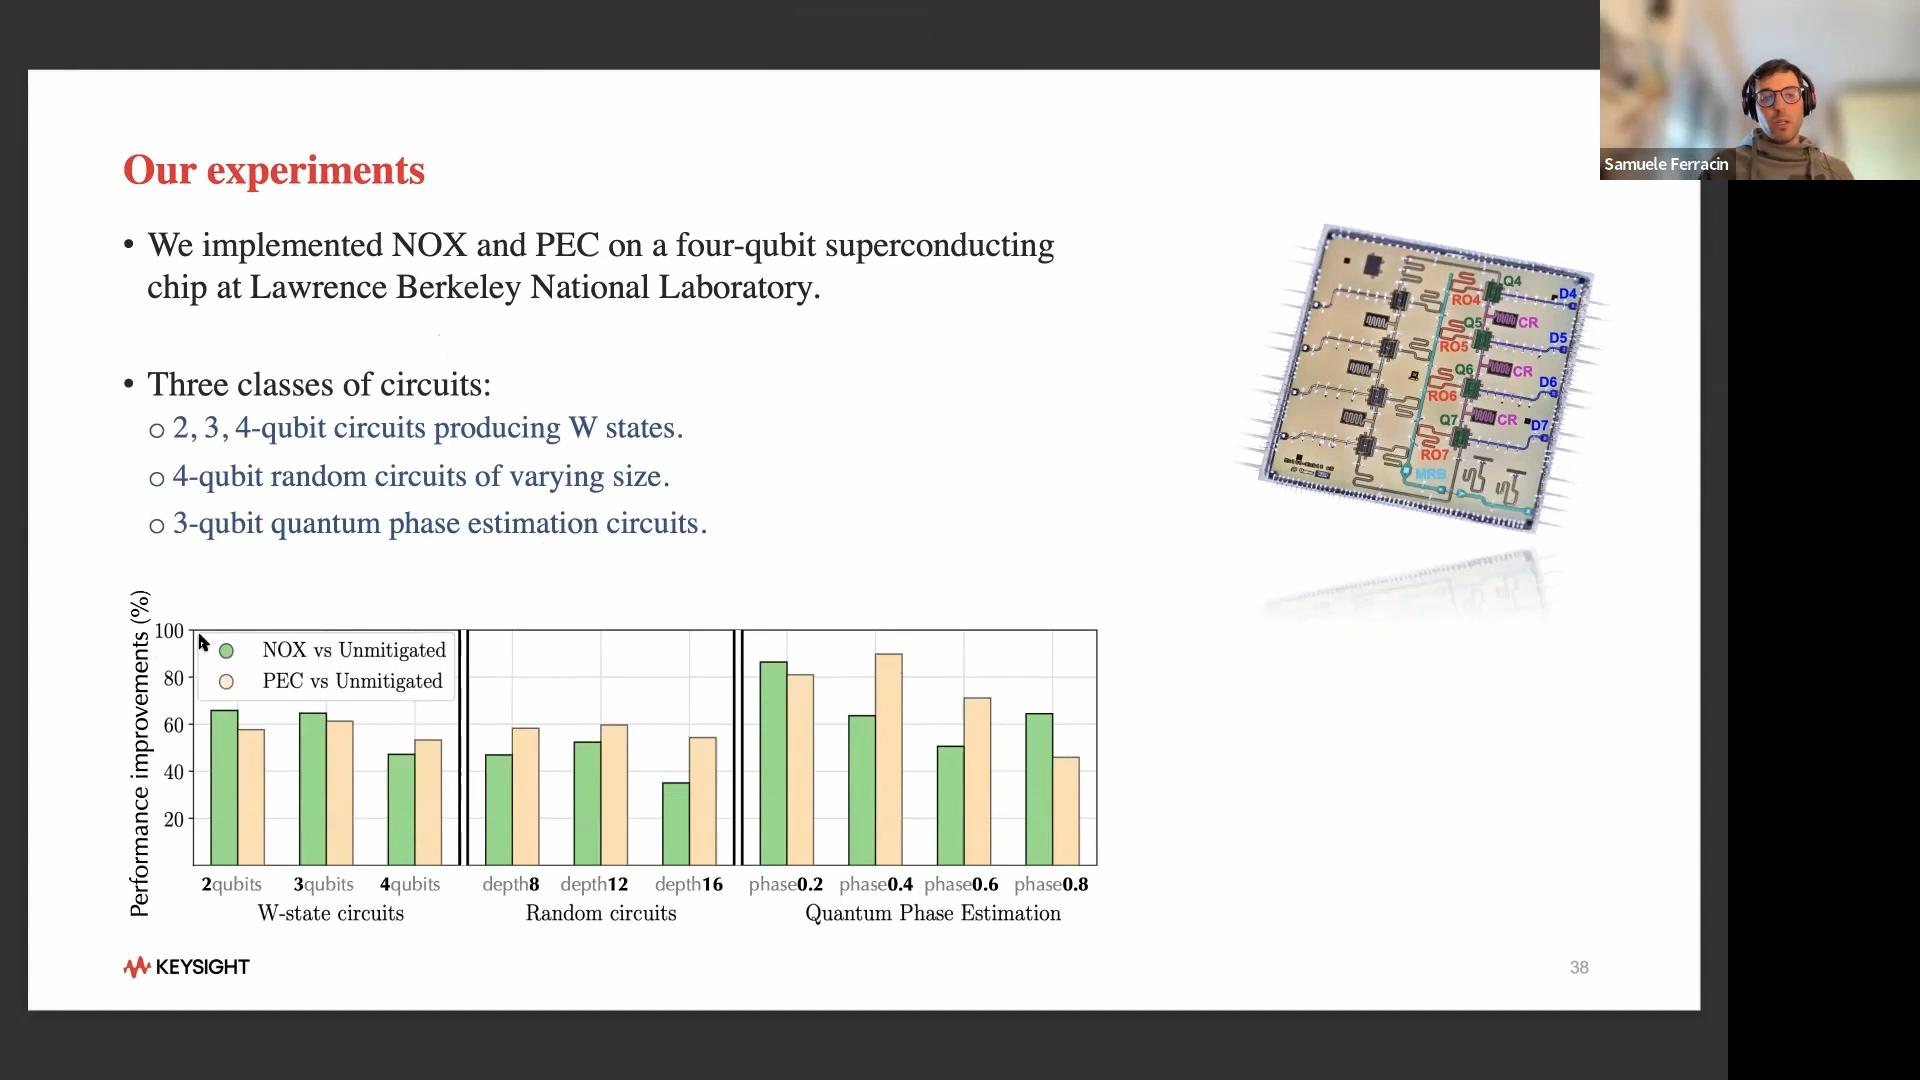 Samuele Ferracin
Our experiments
• We implemented NOX and PEC on a four-qubit superconducting
chip at Lawrence Berkeley National Laboratory.
• Three classes of circuits:
○ 2, 3, 4-qubit circuits producing W states.
○ 4-qubit random circuits of varying size.
○ 3-qubit quantum phase estimation circuits.
Q4
D4
RO4
CR
Q5
D5
RO5
CR
Q6
D6
RO6
CR
Q7
D7
RO7
MRB
Performance improvements (%)
100
80
60
40
20
NOX vs Unmitigated
PEC vs Unmitigated
2qubits 3qubits 4qubits depth8 depth12 depth16 phase0.2 phase0.4 phase0.6 phase0.8
W-state circuits Random circuits Quantum Phase Estimation
KEYSIGHT
38